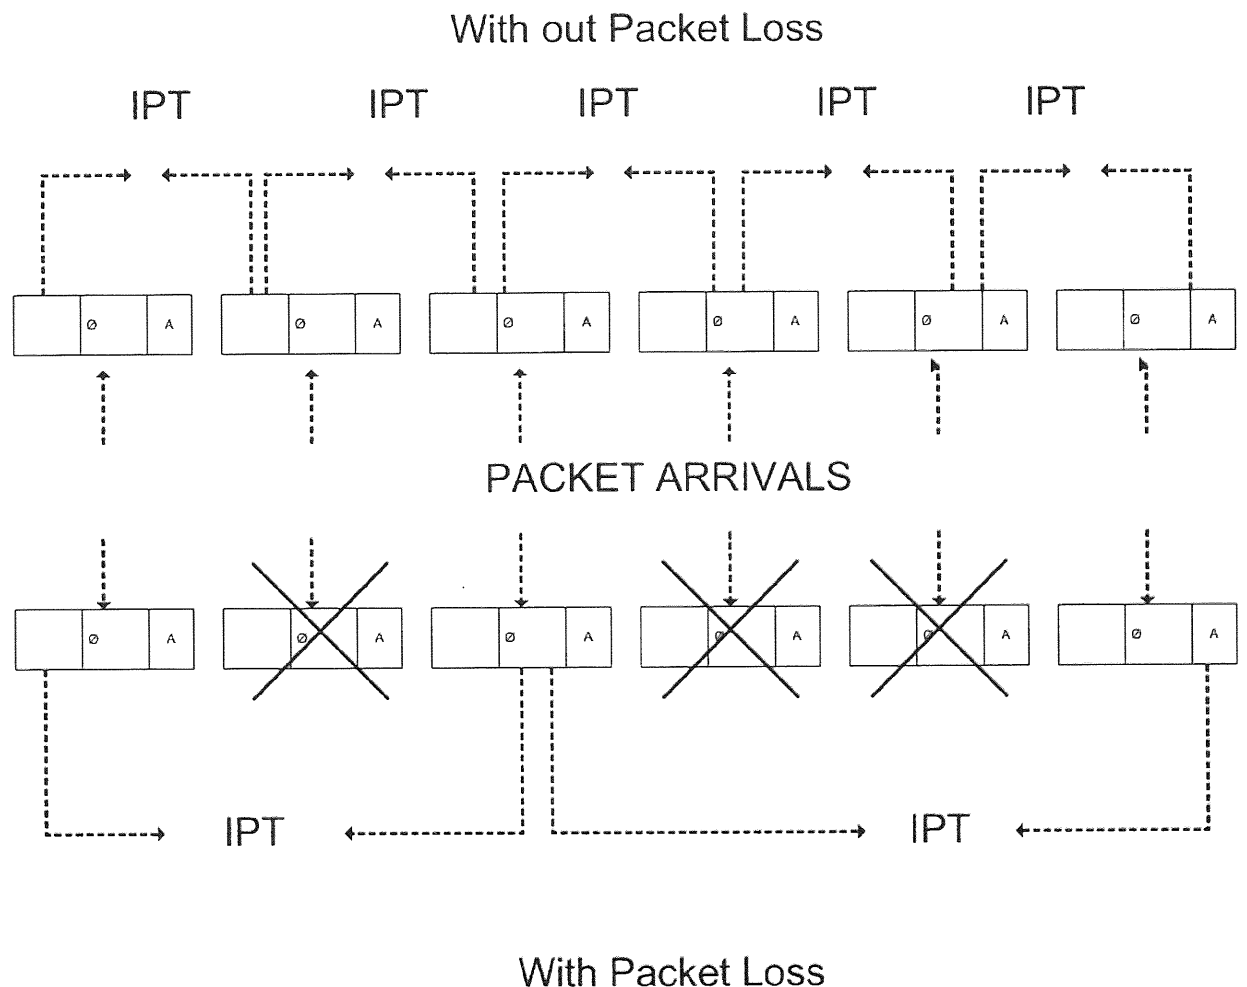 With out Packet Loss
IPT IPT IPT IPT IPT
Ø A Ø A Ø A Ø A Ø A Ø A
PACKET ARRIVALS
Ø A Ø A Ø A Ø A Ø A Ø A
IPT IPT
With Packet Loss